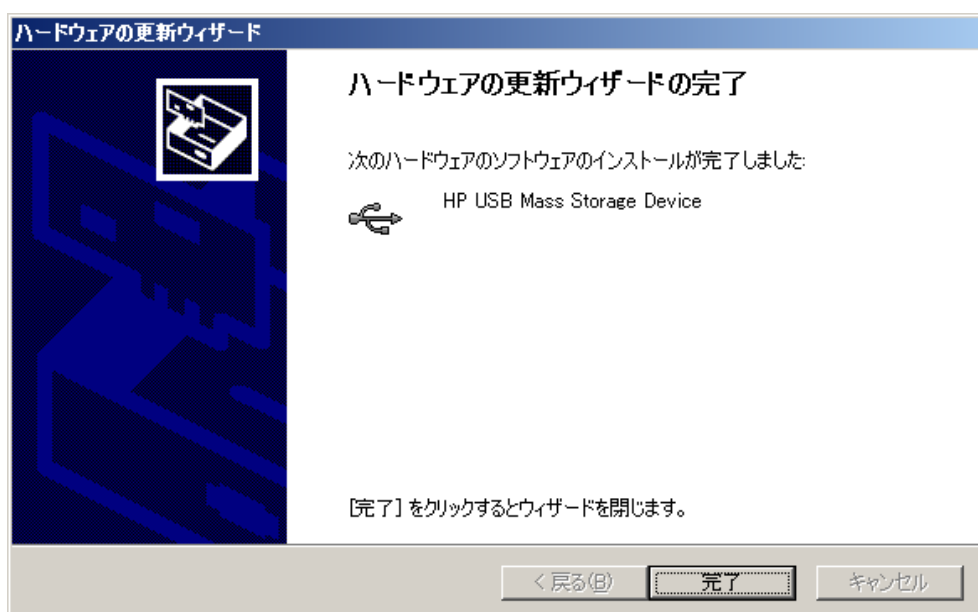 ハードウェアの更新ウィザード
ハードウェアの更新ウィザードの完了
次のハードウェアのソフトウェアのインストールが完了しました:
HP USB Mass Storage Device
[完了] をクリックするとウィザードを閉じます。
< 戻る(B)
完了
キャンセル